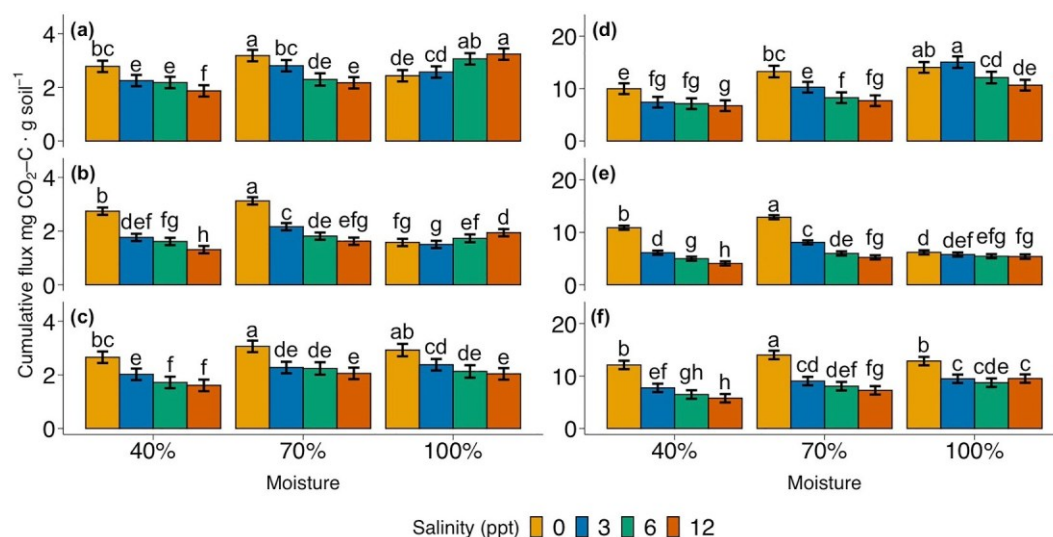 Cumulative flux mg CO₂–C · g soil⁻¹
(a)
4
2
0
bc e e f
a bc de e
de cd ab a
(d)
20
10
0
e fg fg g
bc e f fg
ab a cd de
(b)
4
2
0
b def fg h
a c de efg
fg g ef d
(e)
20
10
0
b d g h
a c de fg
d def efg fg
(c)
4
2
0
bc e f f
a de de e
ab cd de e
(f)
20
10
0
b ef gh h
a cd def fg
b c cde c
40% 70% 100%
Moisture
40% 70% 100%
Moisture
Salinity (ppt) 0 3 6 12